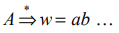 A ⇒* w = ab …